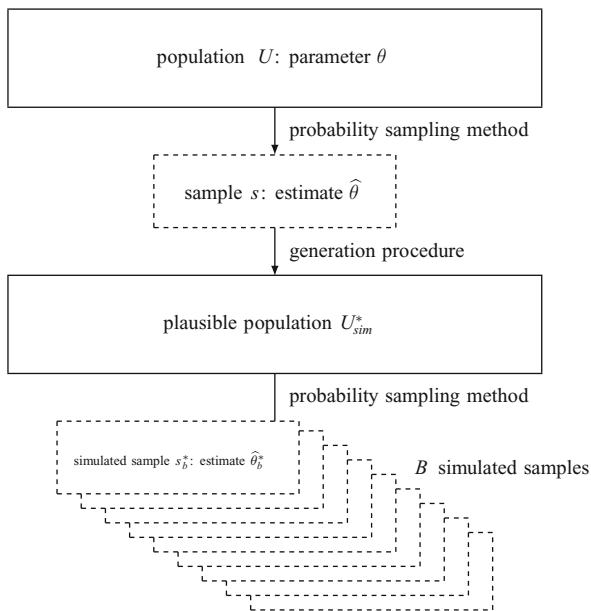 population U: parameter θ
probability sampling method
sample s: estimate θ̂
generation procedure
plausible population U*sim
probability sampling method
simulated sample s*b: estimate θ̂*b
B simulated samples